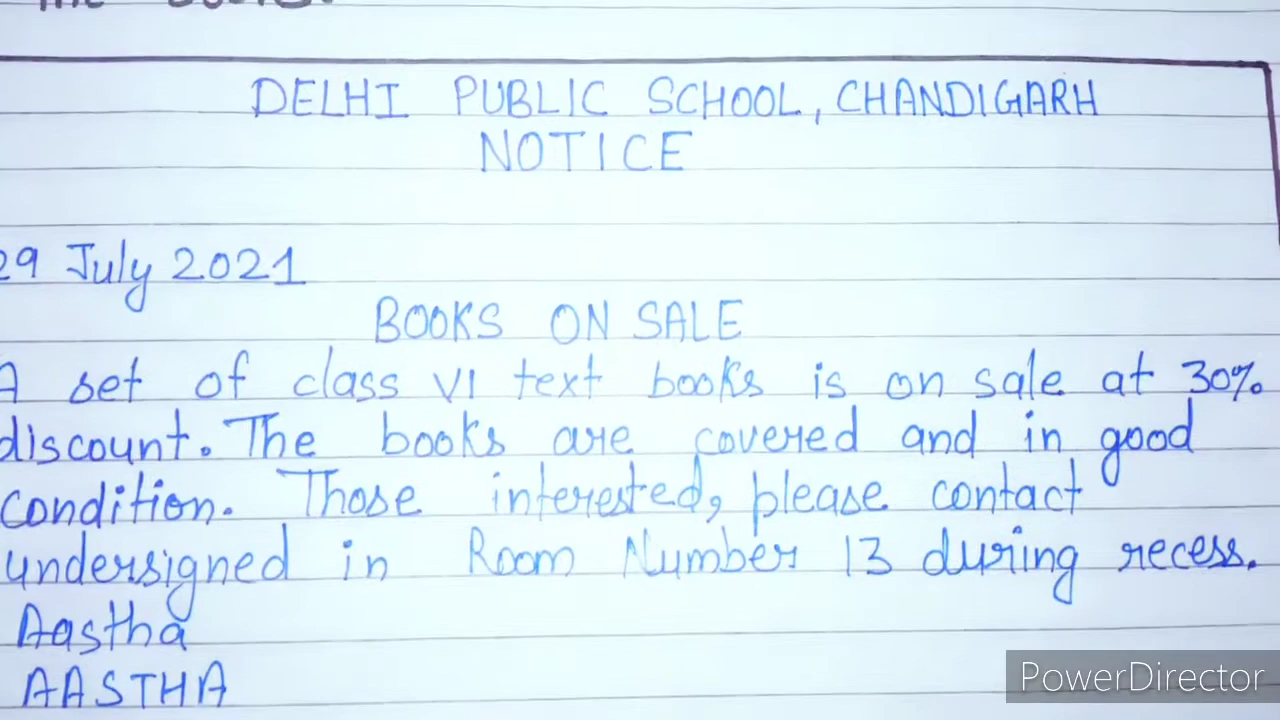 DELHI PUBLIC SCHOOL, CHANDIGARH
NOTICE
29 July 2021
BOOKS ON SALE
A set of class VI text books is on sale at 30%
discount. The books are covered and in good
condition. Those interested, please contact
undersigned in Room Number 13 during recess.
Aastha
AASTHA
PowerDirector